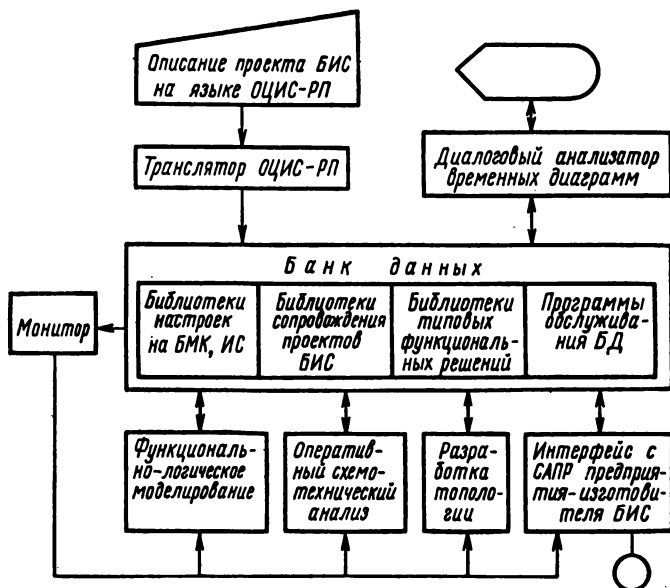 Описание проекта БИС
на языке ОЦИС-РП
Транслятор ОЦИС-РП
Диалоговый анализатор
временных диаграмм
Банк данных
Монитор
Библиотеки
настроек
на БМК, ИС
Библиотеки
сопровождения
проектов
БИС
Библиотеки
типовых
функциональ-
ных решений
Программы
обслужива-
ния БД
Функциональ-
но-логическое
моделирование
Оператив-
ный схемо-
технический
анализ
Разра-
ботка
тополо-
гии
Интерфейс с
САПР предприя-
тия-изготови-
теля БИС